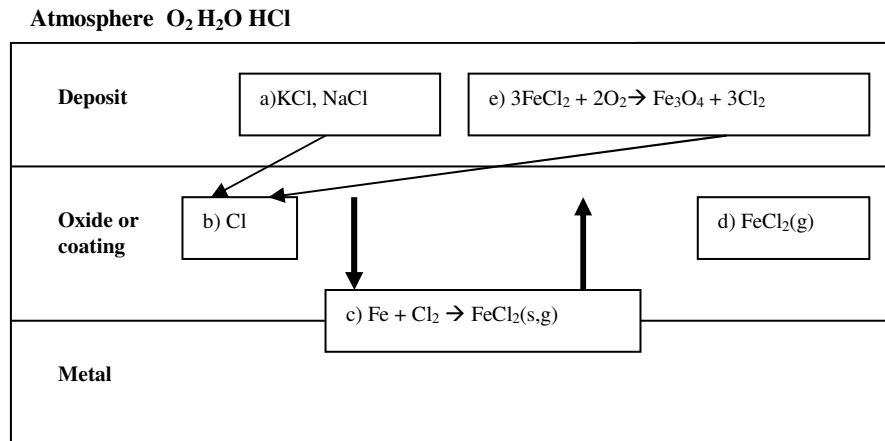 Atmosphere O₂ H₂O HCl
Deposit
a)KCl, NaCl
e) 3FeCl₂ + 2O₂→ Fe₃O₄ + 3Cl₂
Oxide or
coating
b) Cl
d) FeCl₂(g)
c) Fe + Cl₂ → FeCl₂(s,g)
Metal